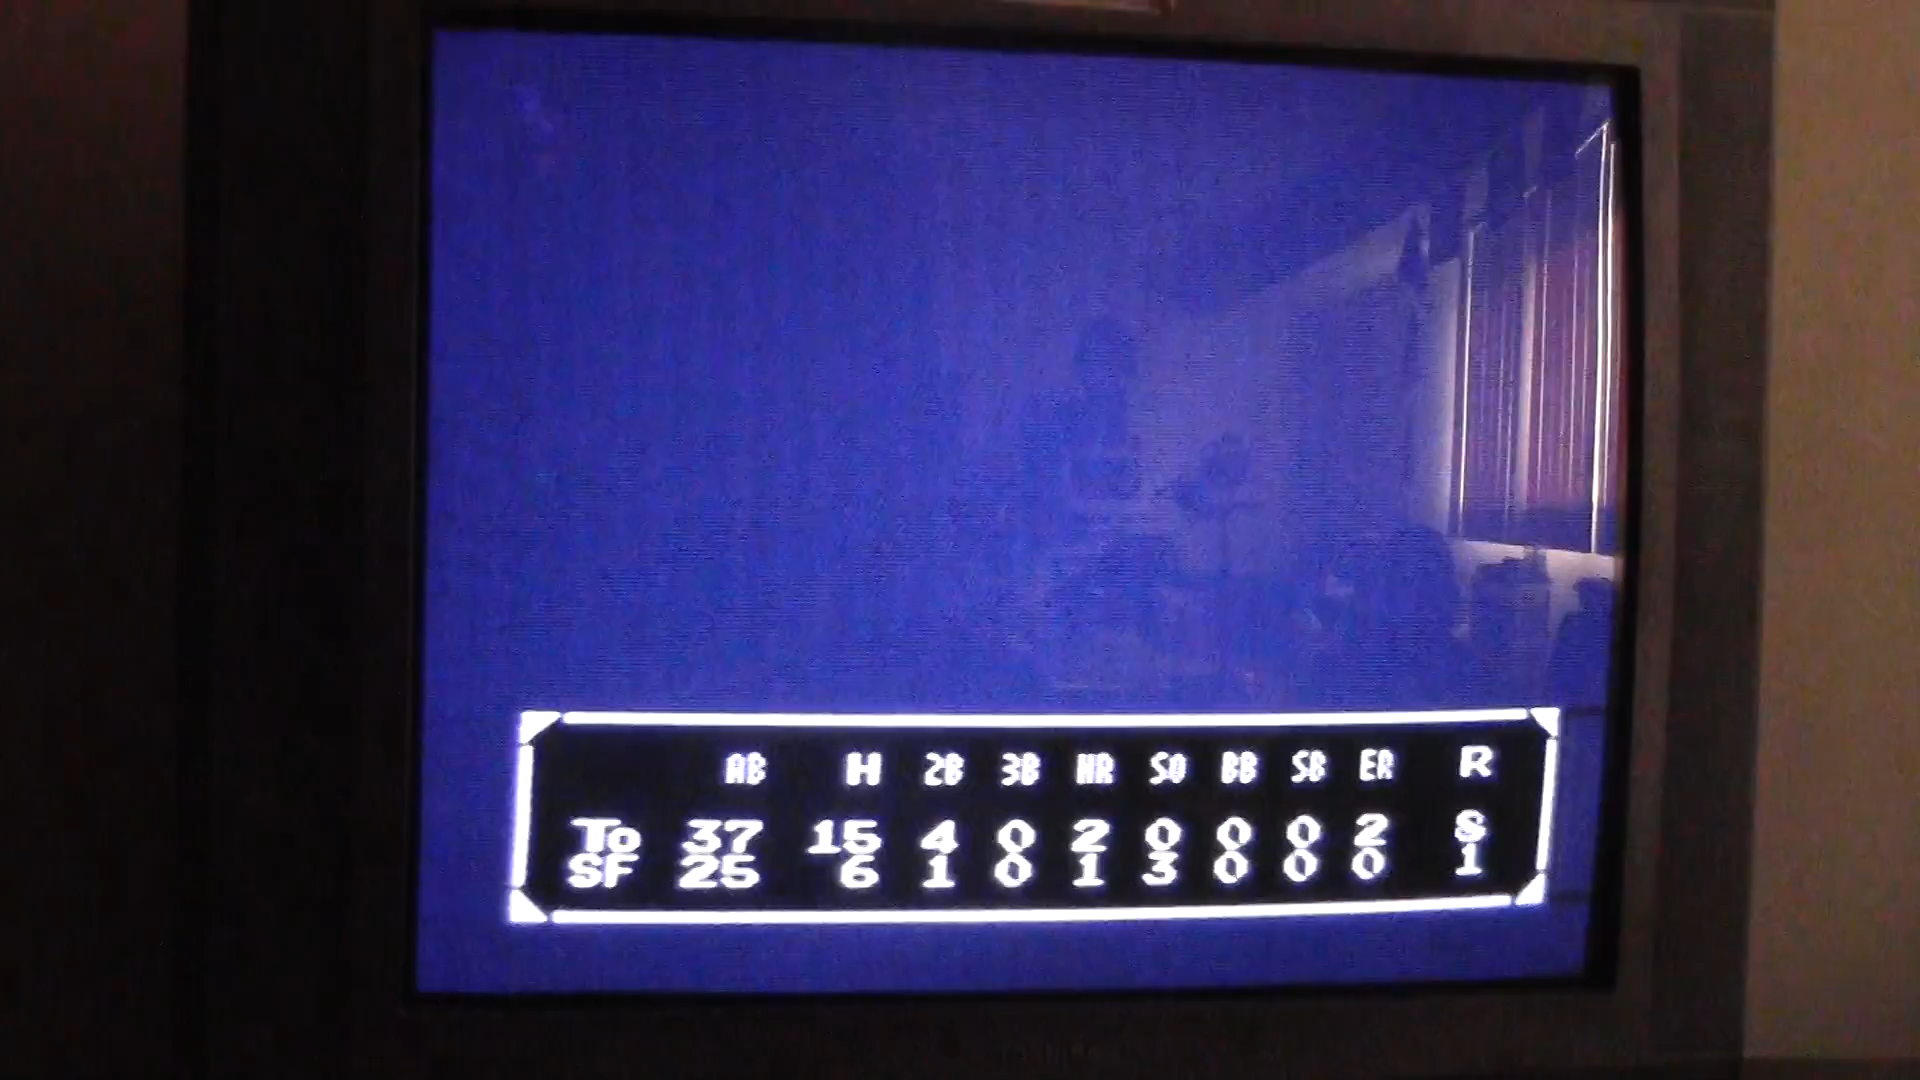 AB H 2B 3B HR SO BB SB ER R
To 37 15 4 0 2 0 0 0 2
SF 25 6 1 0 1 3 0 0 0 1